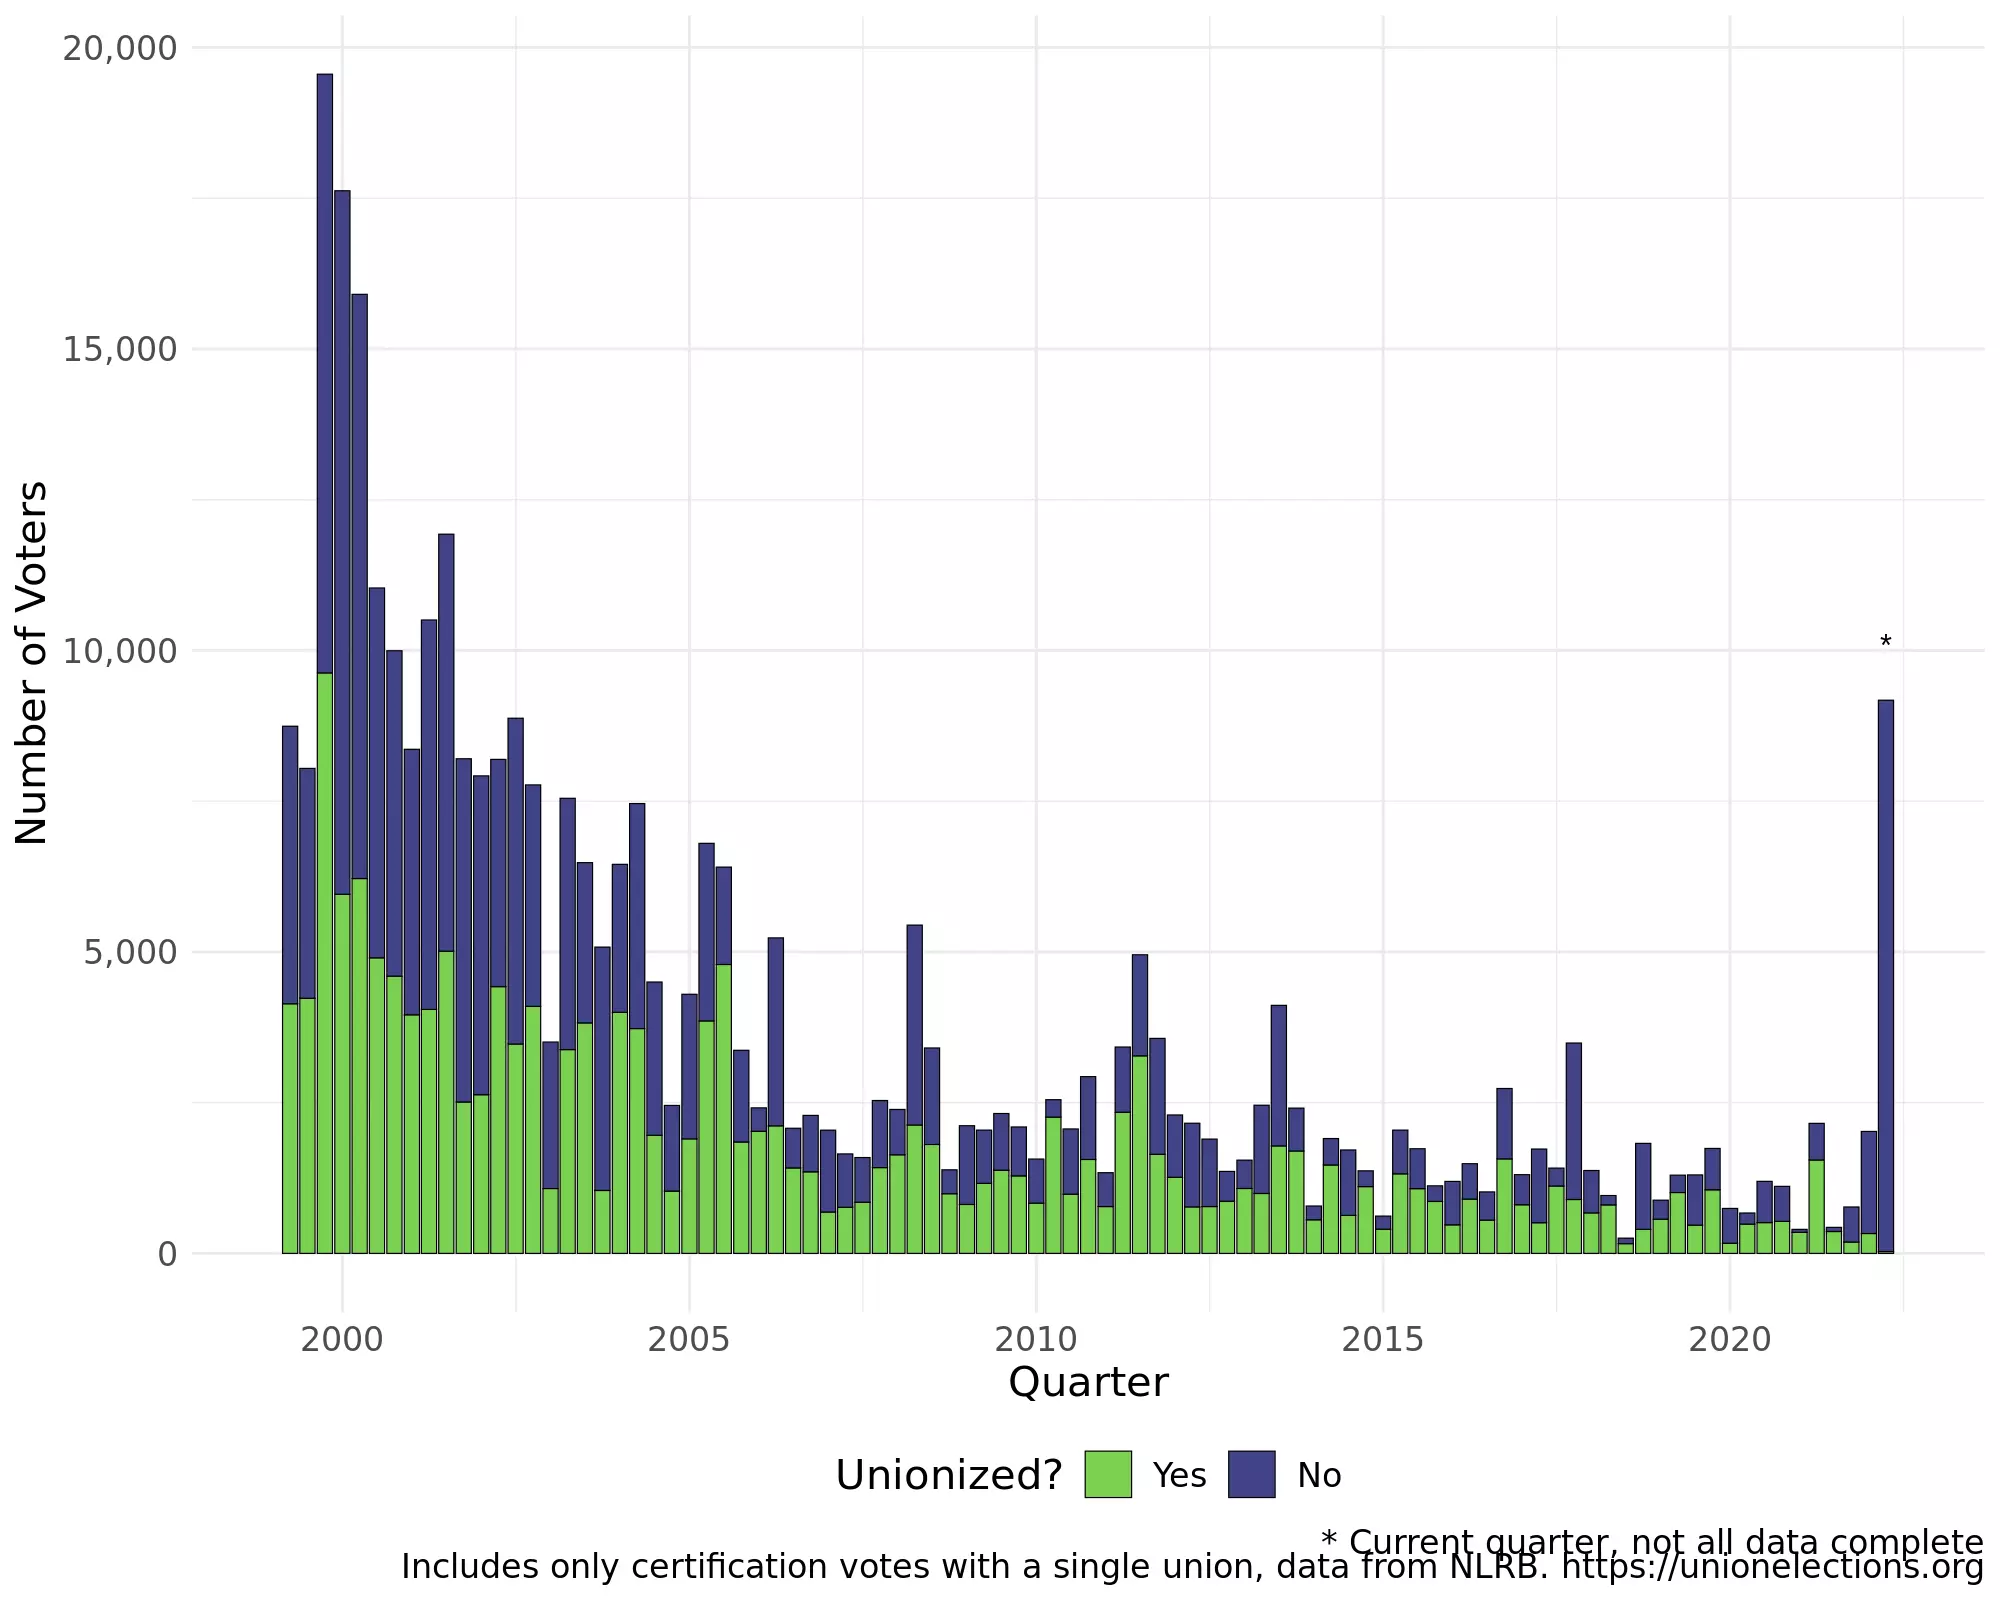 20,000
15,000
10,000
5,000
0
Number of Voters
*
2000 2005 2010 2015 2020
Quarter
Unionized? Yes No
* Current quarter, not all data complete
Includes only certification votes with a single union, data from NLRB. https://unionelections.org